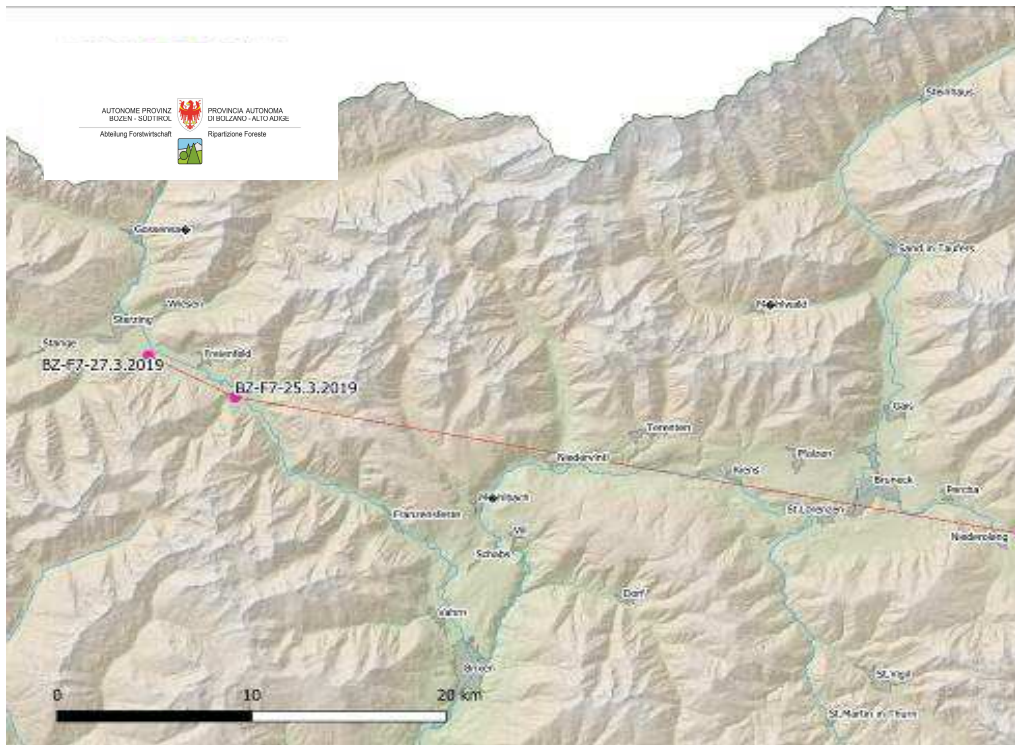 AUTONOME PROVINZ
BOZEN - SÜDTIROL
Abteilung Forstwirtschaft
PROVINCIA AUTONOMA
DI BOLZANO - ALTO ADIGE
Ripartizione Foreste
Steinhaus
Gossensa�
Sand in Taufers
Wiesen
M�hlwald
Sterzing
Stange
Freienfeld
BZ-F7-27.3.2019
BZ-F7-25.3.2019
Gais
Terenten
Pfalzen
Niedervintl
Kiens
Bruneck
Percha
M�hlbach
Franzensfeste
St.Lorenzen
Vill
Niederolang
Schabs
Dorf
Vahrn
Brixen
St.Vigil
0 10 20 km
St.Martin in Thurn